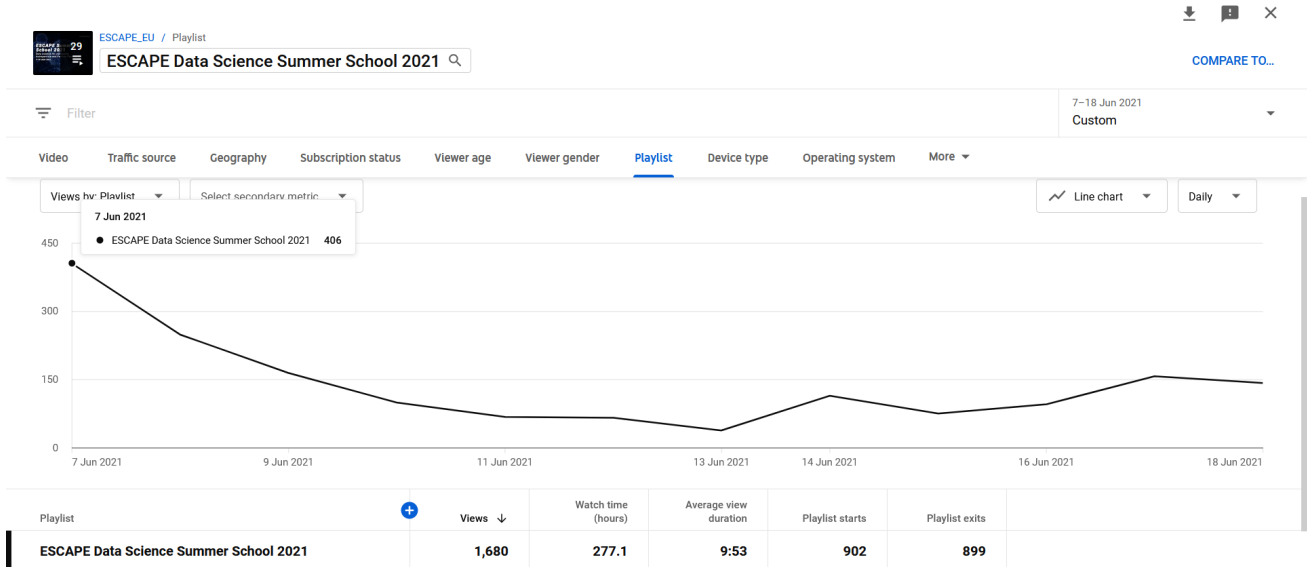 29
ESCAPE_EU / Playlist
ESCAPE Data Science Summer School 2021
COMPARE TO...
Filter
7–18 Jun 2021
Custom
Video Traffic source Geography Subscription status Viewer age Viewer gender Playlist Device type Operating system More
Views by: Playlist Select secondary metric Line chart Daily
7 Jun 2021
ESCAPE Data Science Summer School 2021 406
450
300
150
0
7 Jun 2021 9 Jun 2021 11 Jun 2021 13 Jun 2021 14 Jun 2021 16 Jun 2021 18 Jun 2021
Playlist Views Watch time (hours) Average view duration Playlist starts Playlist exits
ESCAPE Data Science Summer School 2021 1,680 277.1 9:53 902 899